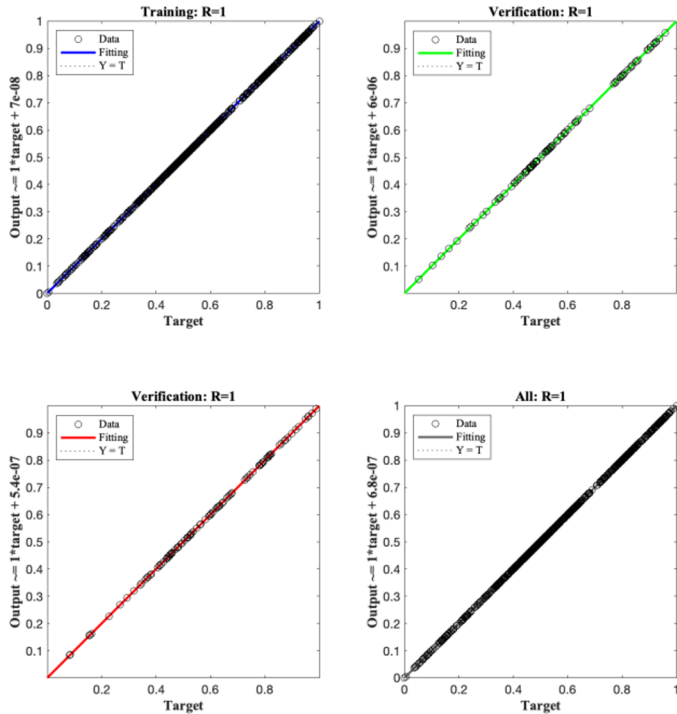 Training: R=1
Data
Fitting
Y = T
Output ~= 1*target + 7e-08
1
0.9
0.8
0.7
0.6
0.5
0.4
0.3
0.2
0.1
0
0 0.2 0.4 0.6 0.8 1
Target
Verification: R=1
Data
Fitting
Y = T
Output ~= 1*target + 6e-06
1
0.9
0.8
0.7
0.6
0.5
0.4
0.3
0.2
0.1
0.2 0.4 0.6 0.8
Target
Verification: R=1
Data
Fitting
Y = T
Output ~= 1*target + 5.4e-07
0.9
0.8
0.7
0.6
0.5
0.4
0.3
0.2
0.1
0.2 0.4 0.6 0.8
Target
All: R=1
Data
Fitting
Y = T
Output ~= 1*target + 6.8e-07
1
0.9
0.8
0.7
0.6
0.5
0.4
0.3
0.2
0.1
0
0 0.2 0.4 0.6 0.8 1
Target